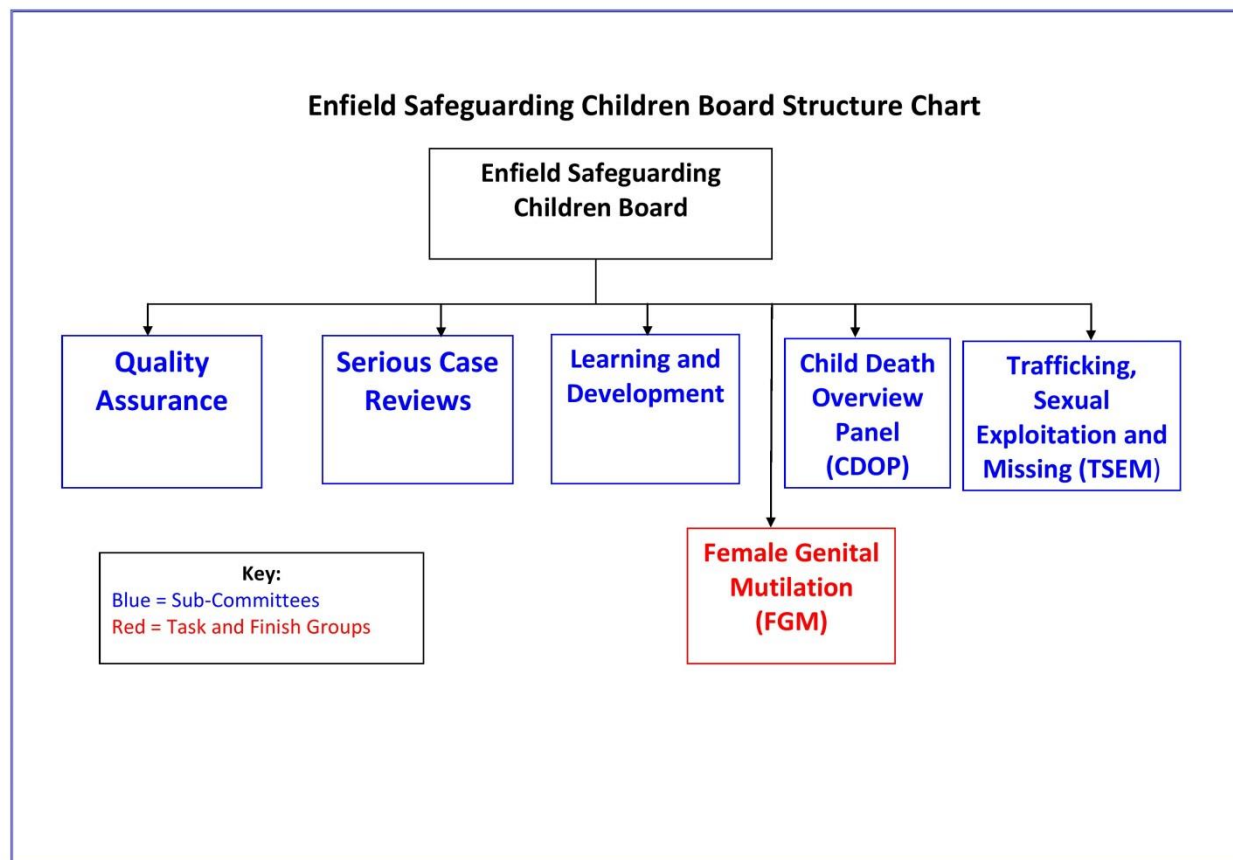 Enfield Safeguarding Children Board Structure Chart
Enfield Safeguarding
Children Board
Quality
Assurance
Serious Case
Reviews
Learning and
Development
Child Death
Overview
Panel
(CDOP)
Trafficking,
Sexual
Exploitation and
Missing (TSEM)
Female Genital
Mutilation
(FGM)
Key:
Blue = Sub-Committees
Red = Task and Finish Groups